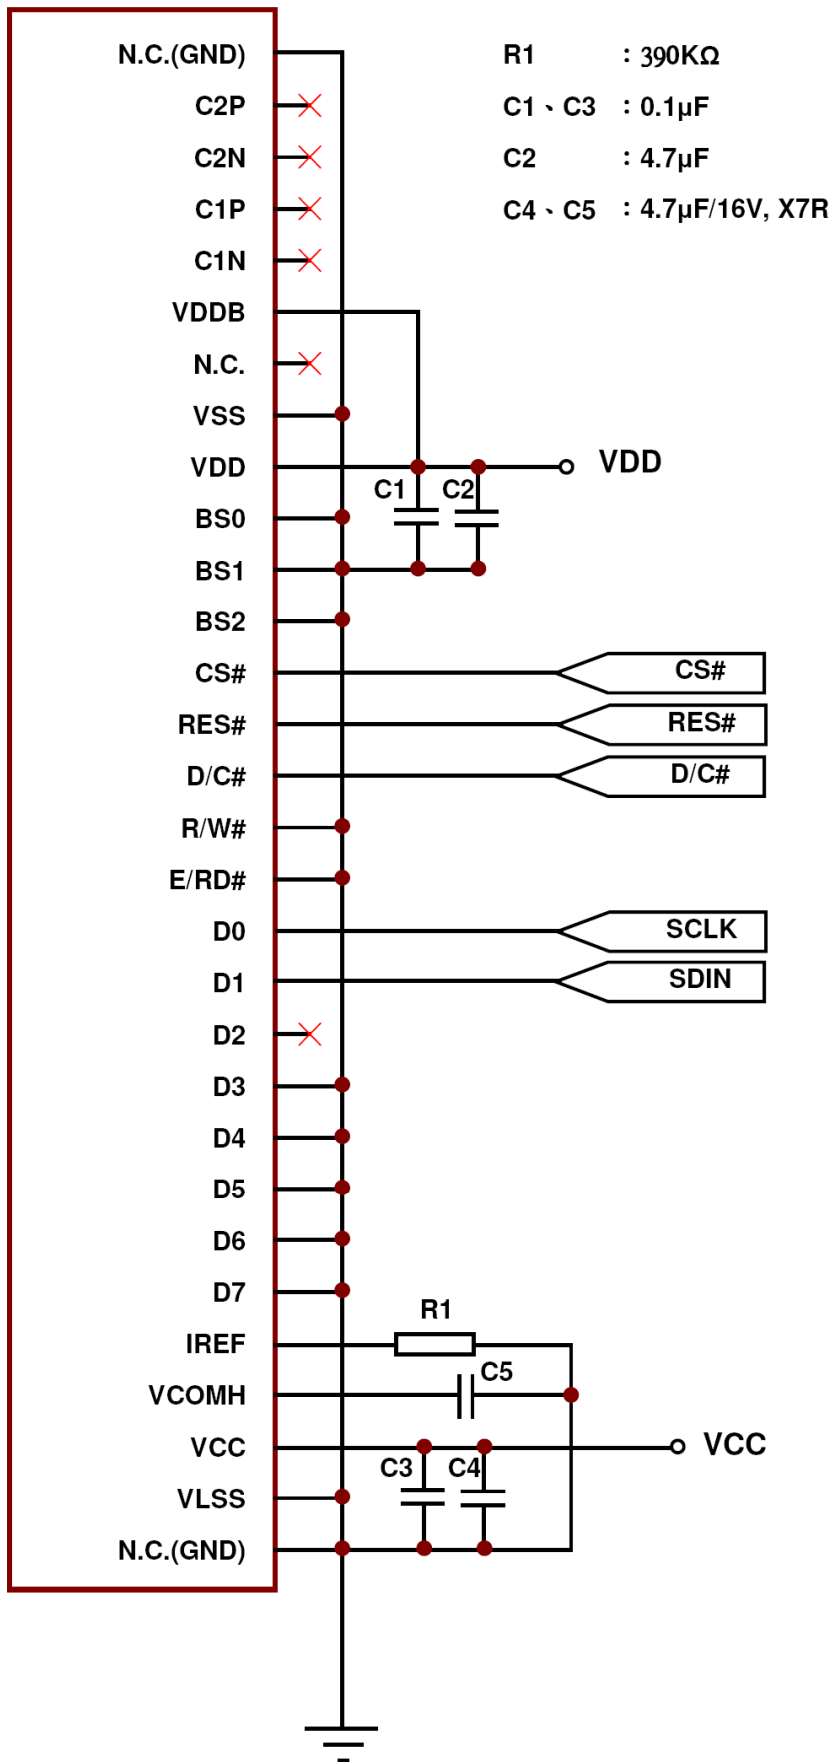 N.C.(GND)
C2P
C2N
C1P
C1N
VDDB
N.C.
VSS
VDD
BS0
BS1
BS2
CS#
RES#
D/C#
R/W#
E/RD#
D0
D1
D2
D3
D4
D5
D6
D7
IREF
VCOMH
VCC
VLSS
N.C.(GND)
R1 : 390KΩ
C1、C3 : 0.1μF
C2 : 4.7μF
C4、C5 : 4.7μF/16V, X7R
VDD
C1 C2
CS#
RES#
D/C#
SCLK
SDIN
R1
C5
VCC
C3 C4